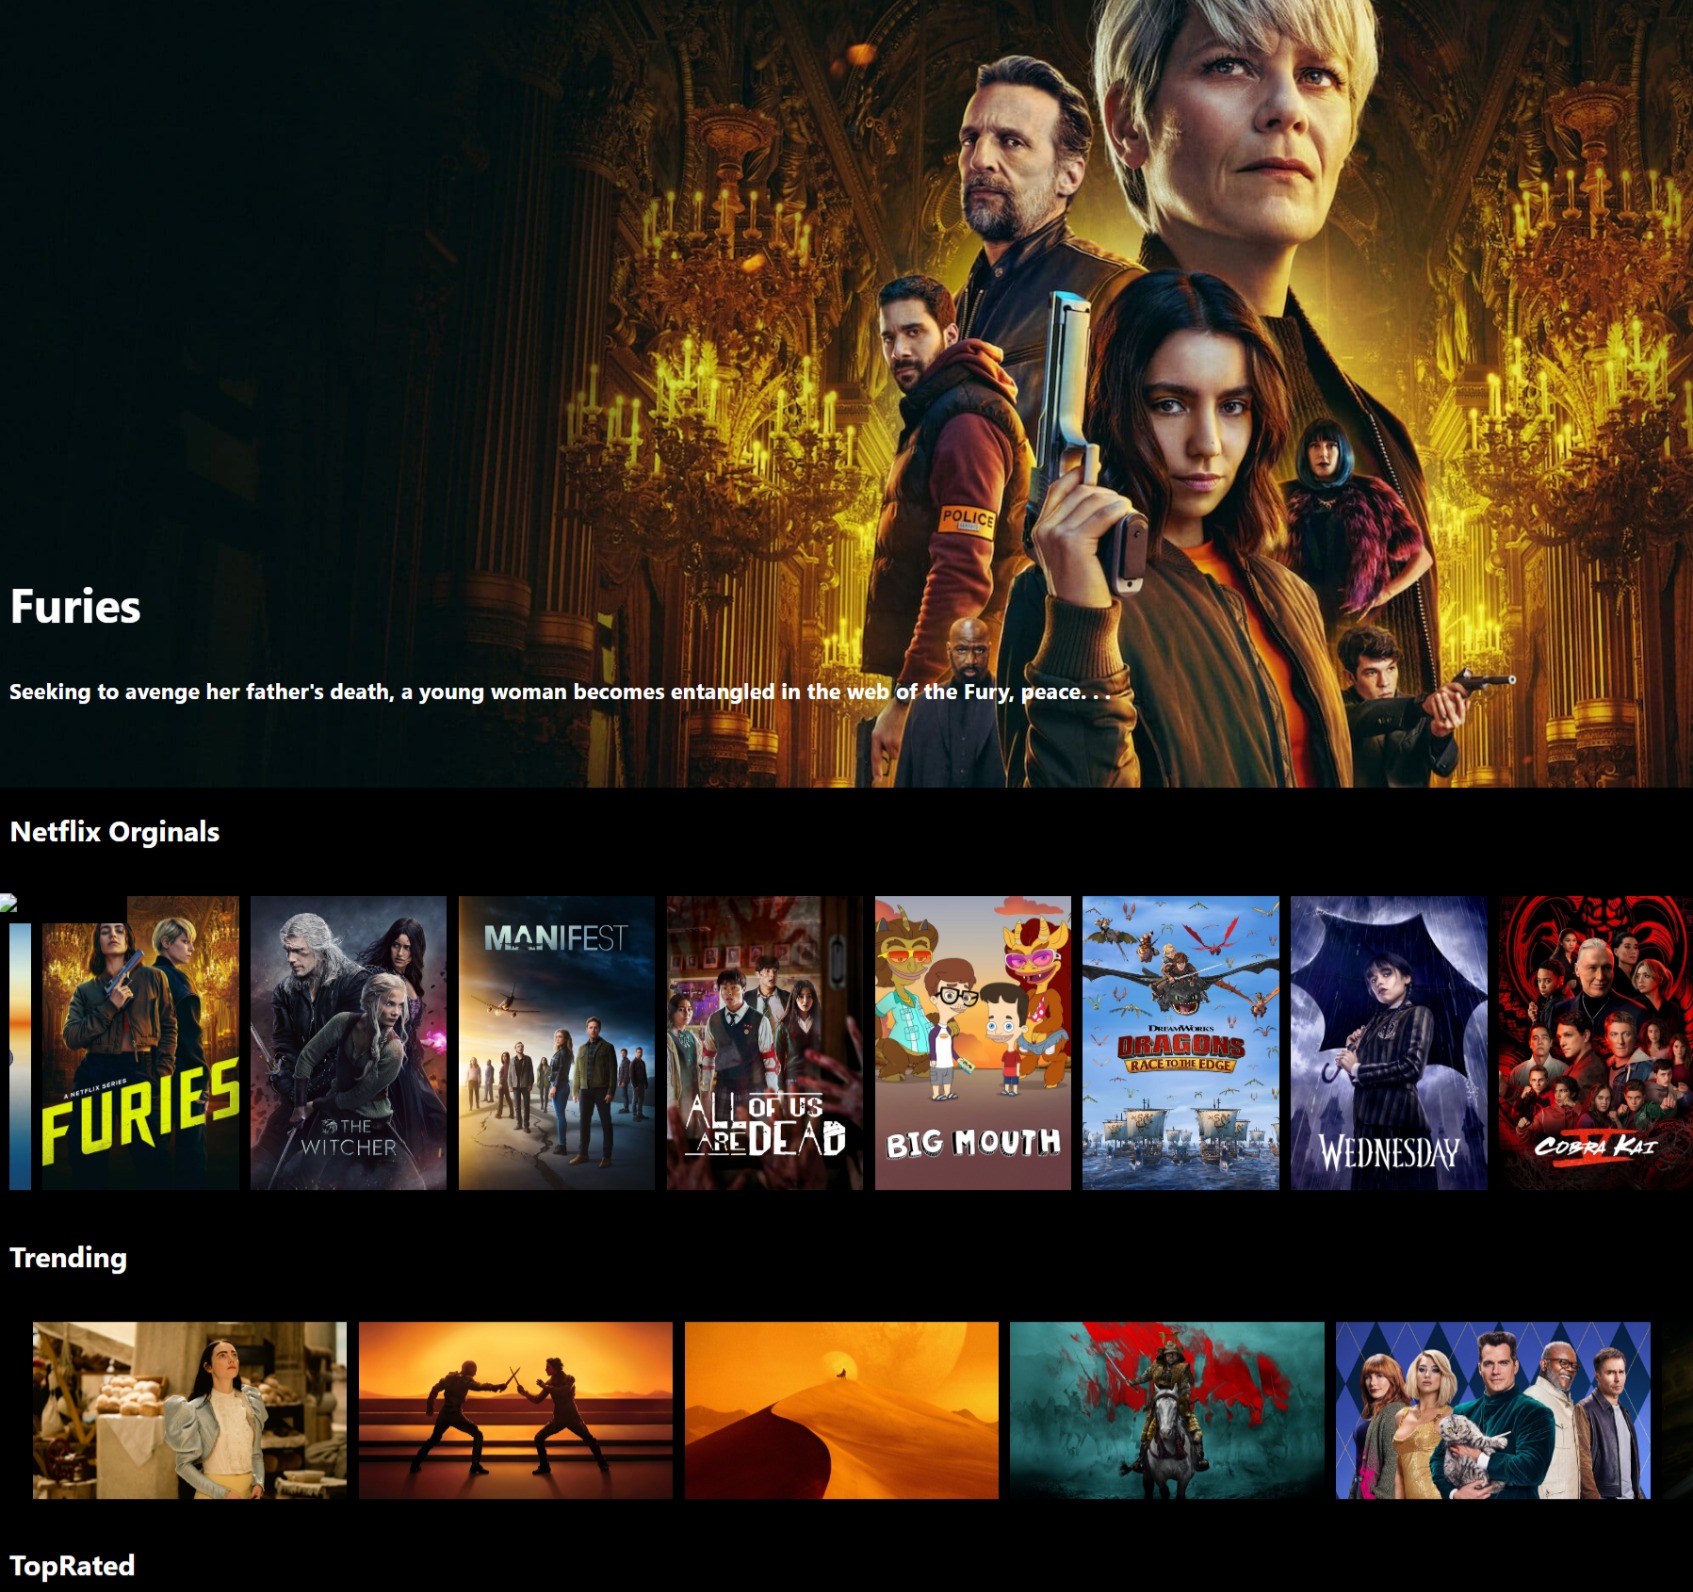 POLICE
Furies
Seeking to avenge her father's death, a young woman becomes entangled in the web of the Fury, peace. . .
Netflix Orginals
A NETFLIX SERIES
FURIES
THE
WITCHER
MANIFEST
ALL OF US
ARE DEAD
BIG MOUTH
DREAMWORKS
DRAGONS
RACE TO THE EDGE
WEDNESDAY
COBRA KAI
Trending
TopRated